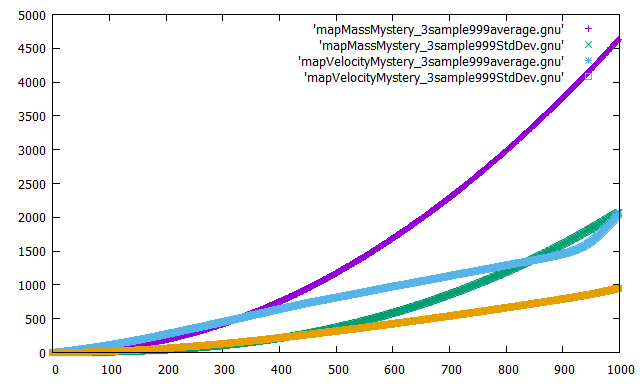 5000
4500
4000
3500
3000
2500
2000
1500
1000
500
0
'mapMassMystery_3sample999average.gnu'
'mapMassMystery_3sample999StdDev.gnu'
'mapVelocityMystery_3sample999average.gnu'
'mapVelocityMystery_3sample999StdDev.gnu'
0 100 200 300 400 500 600 700 800 900 1000